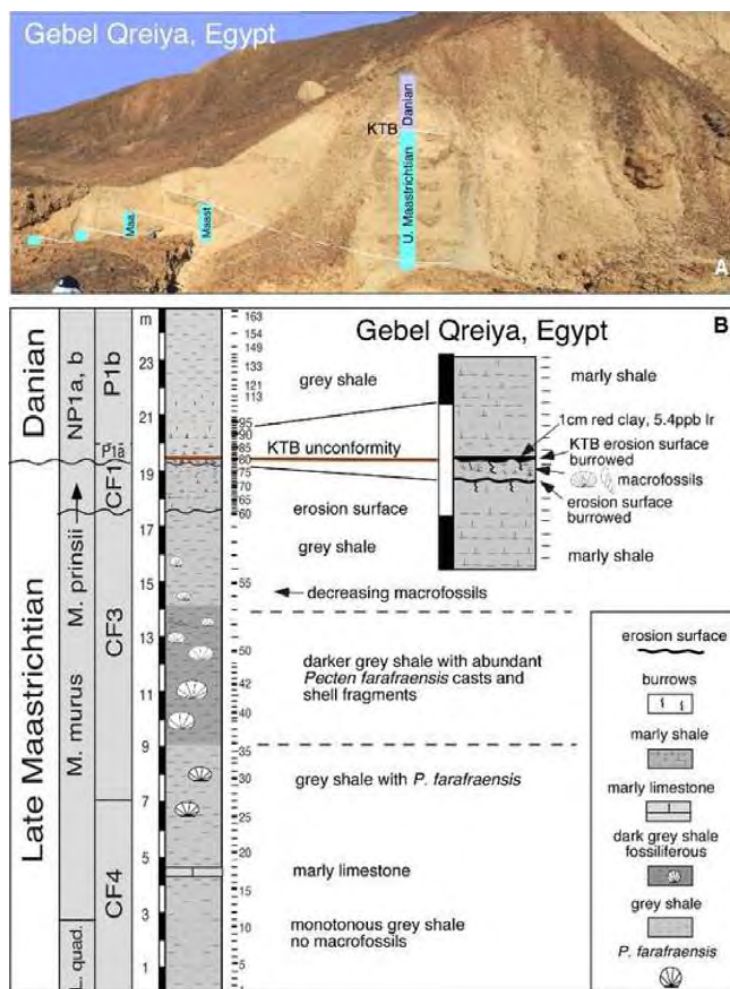 Gebel Qreiya, Egypt
KTB
Danian
U. Maastrichtian
Maa.
Maast
A
Danian
Late Maastrichtian
NP1a, b
M. prinsii
M. murus
L. quad.
P1b
P1a
CF1
CF3
CF4
m
23
21
19
17
15
13
11
9
7
5
3
1
163
154
149
133
121
113
95
90
85
80
75
70
65
60
55
50
42
40
35
30
25
20
15
10
5
Gebel Qreiya, Egypt
B
grey shale
marly shale
1cm red clay, 5.4ppb Ir
KTB unconformity
KTB erosion surface
burrowed
macrofossils
erosion surface
erosion surface
burrowed
grey shale
marly shale
decreasing macrofossils
darker grey shale with abundant
Pecten farafraensis casts and
shell fragments
grey shale with P. farafraensis
marly limestone
monotonous grey shale
no macrofossils
erosion surface
burrows
marly shale
marly limestone
dark grey shale
fossiliferous
grey shale
P. farafraensis